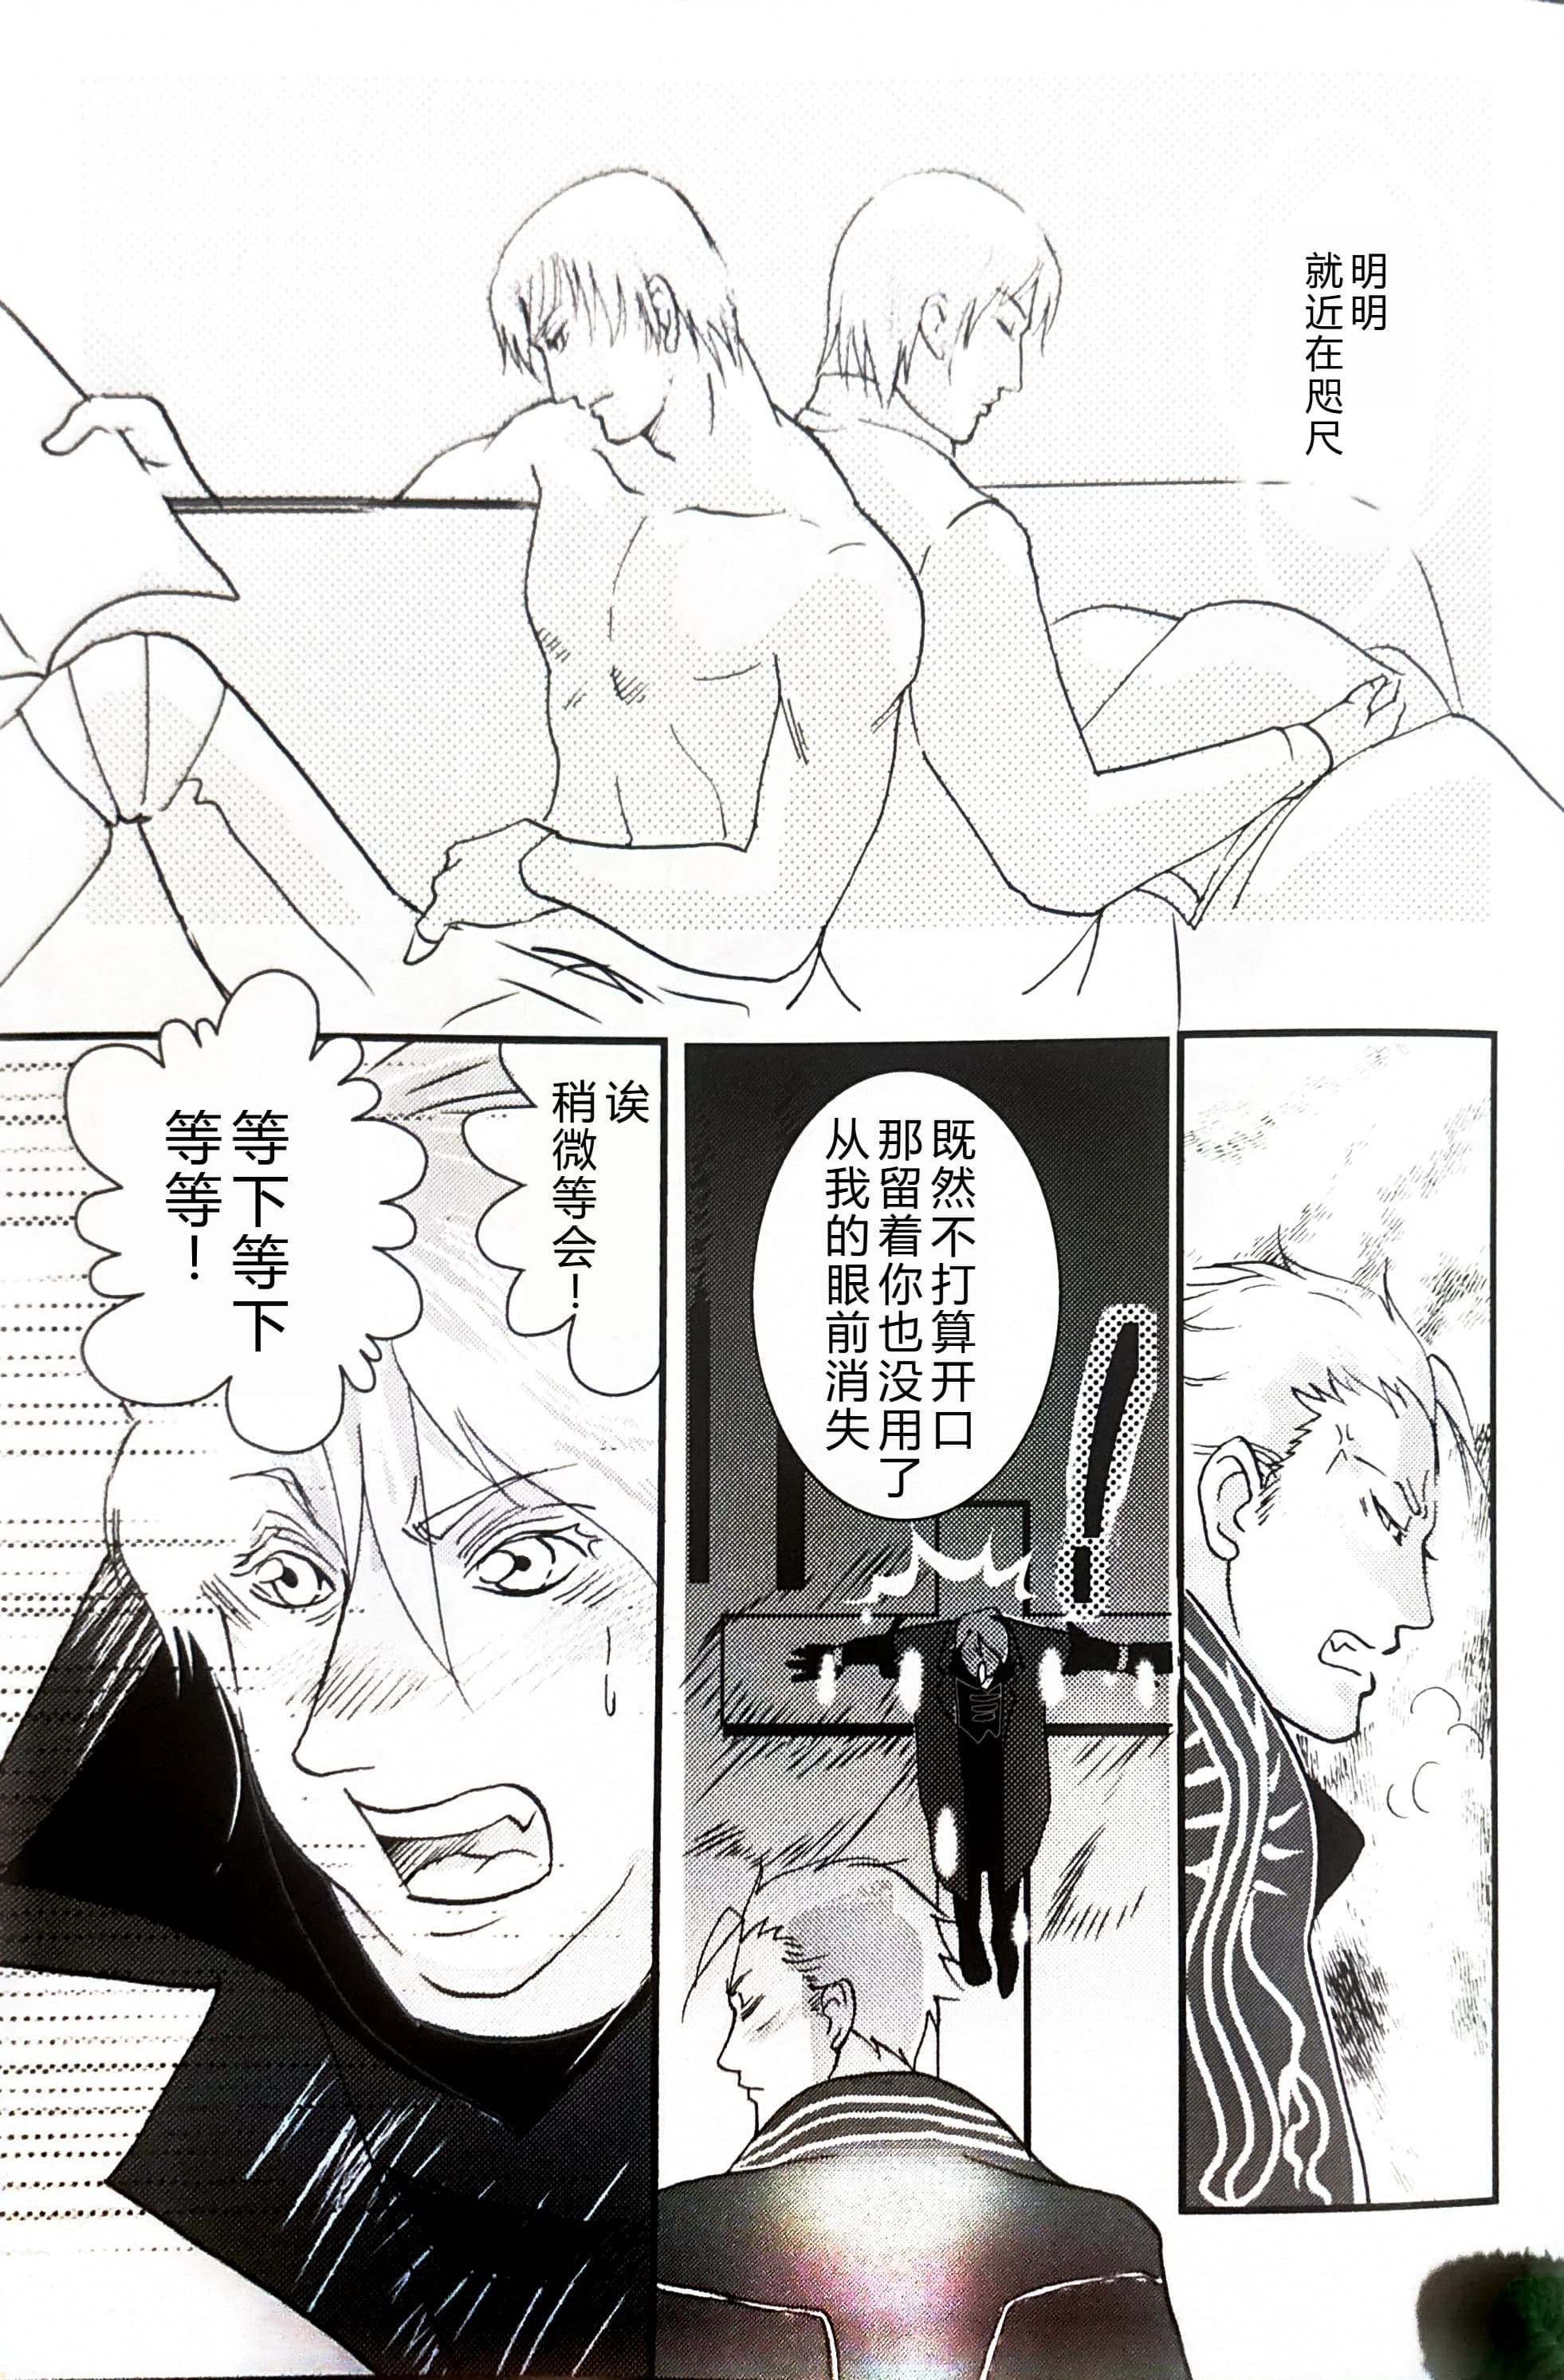 明明
就近在咫尺
既然不打算开口
那留着你也没用了
从我的眼前消失
诶
稍微等会！
等下等下
等等！